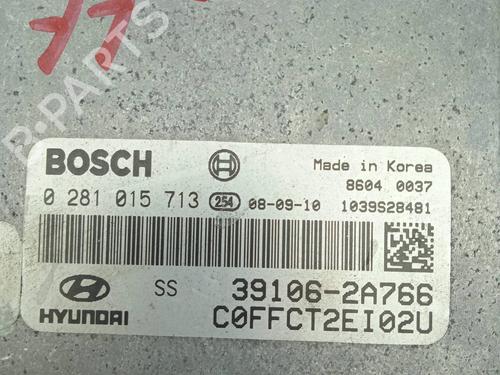 B-PARTS
BOSCH
Made in Korea
8604 0037
0 281 015 713 254 08-09-10 1039S28481
HYUNDAI
SS 39106-2A766
C0FFCT2EI02U